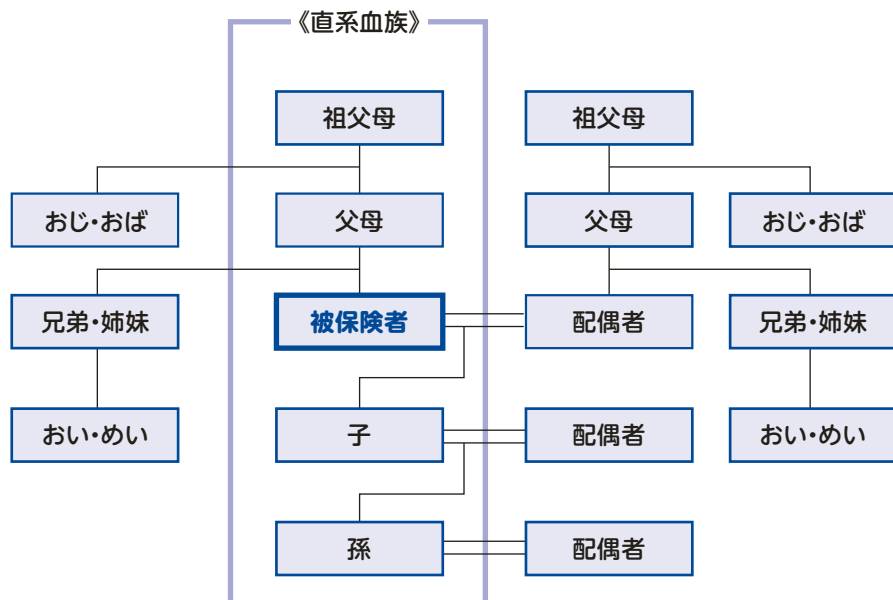 《直系血族》
祖父母
祖父母
おじ・おば
父母
父母
おじ・おば
兄弟・姉妹
被保険者
配偶者
兄弟・姉妹
おい・めい
子
配偶者
おい・めい
孫
配偶者